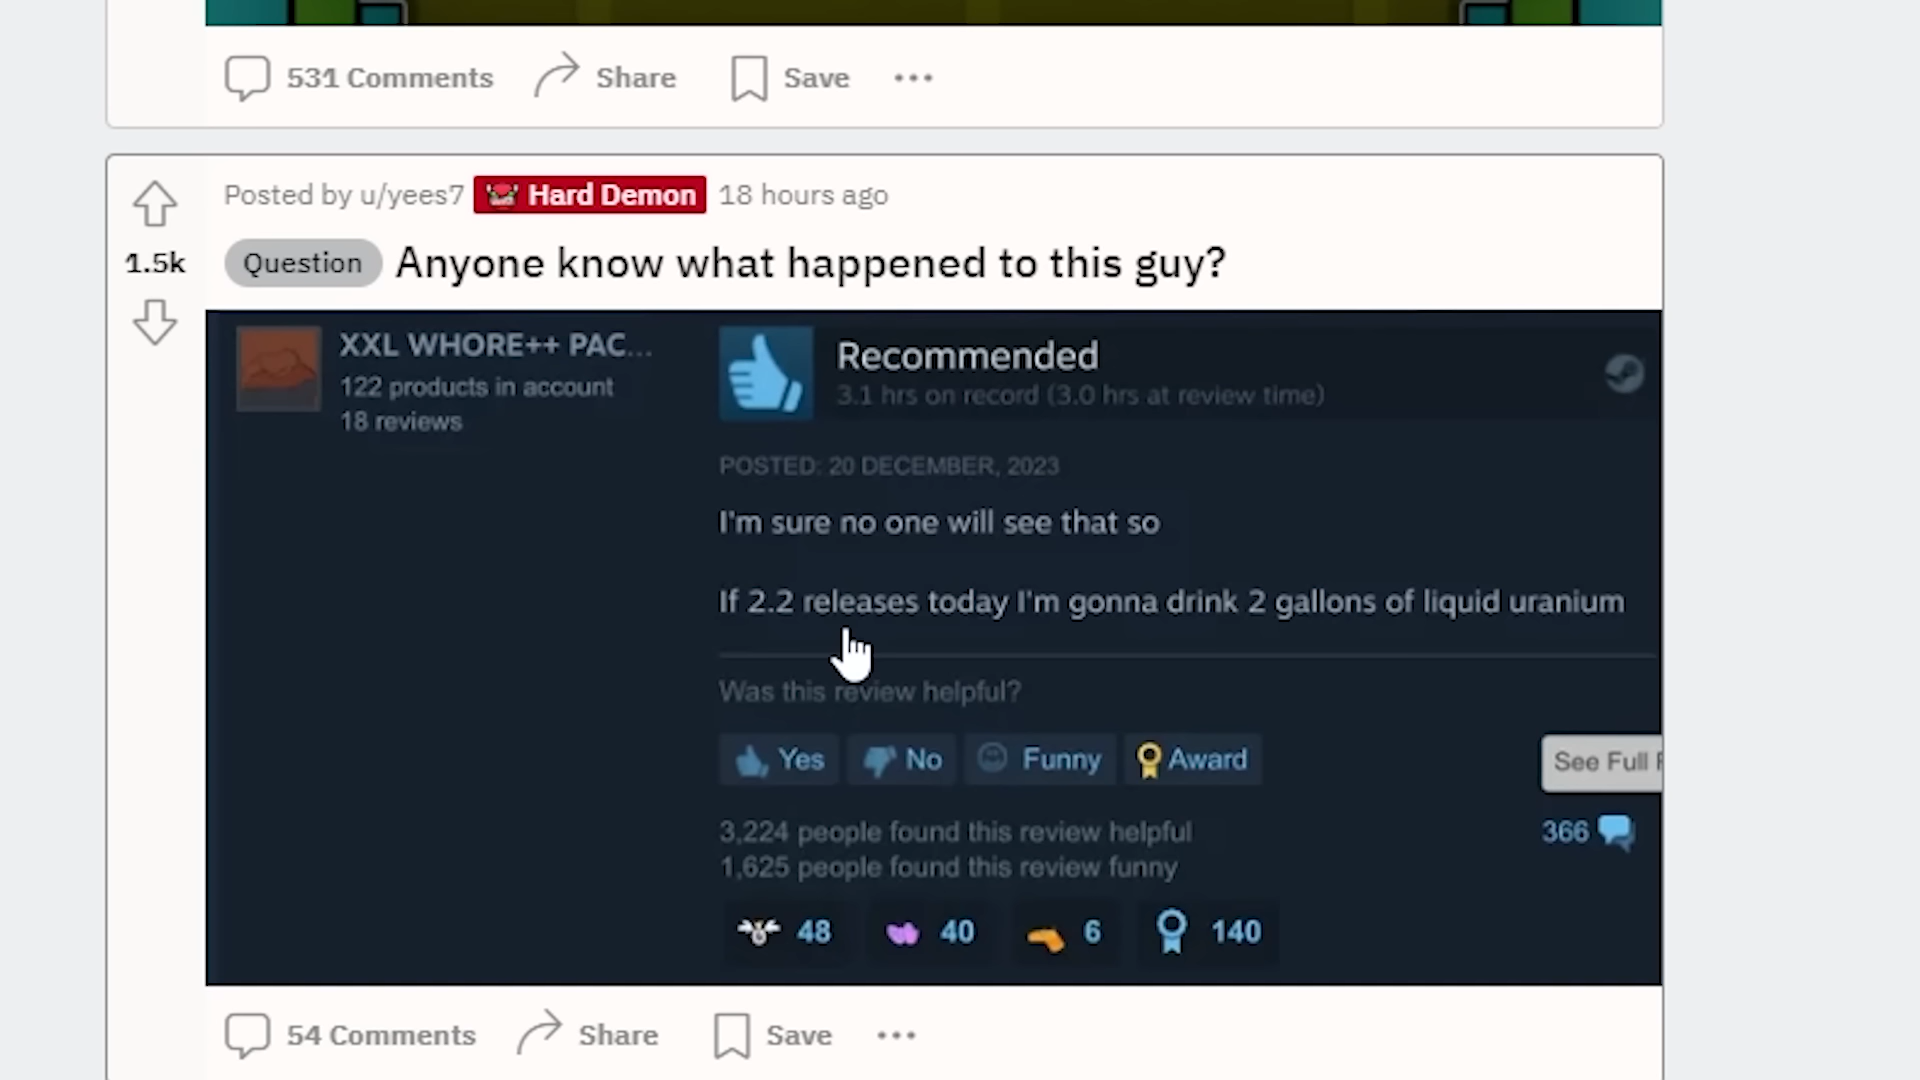 531 Comments Share Save
Posted by u/yees7 Hard Demon 18 hours ago
1.5k
Question Anyone know what happened to this guy?
XXL WHORE++ PAC...
122 products in account
18 reviews
Recommended
3.1 hrs on record (3.0 hrs at review time)
POSTED: 20 DECEMBER, 2023
I'm sure no one will see that so
If 2.2 releases today I'm gonna drink 2 gallons of liquid uranium
Was this review helpful?
Yes No Funny Award
See Full
3,224 people found this review helpful
366
1,625 people found this review funny
48 40 6 140
54 Comments Share Save